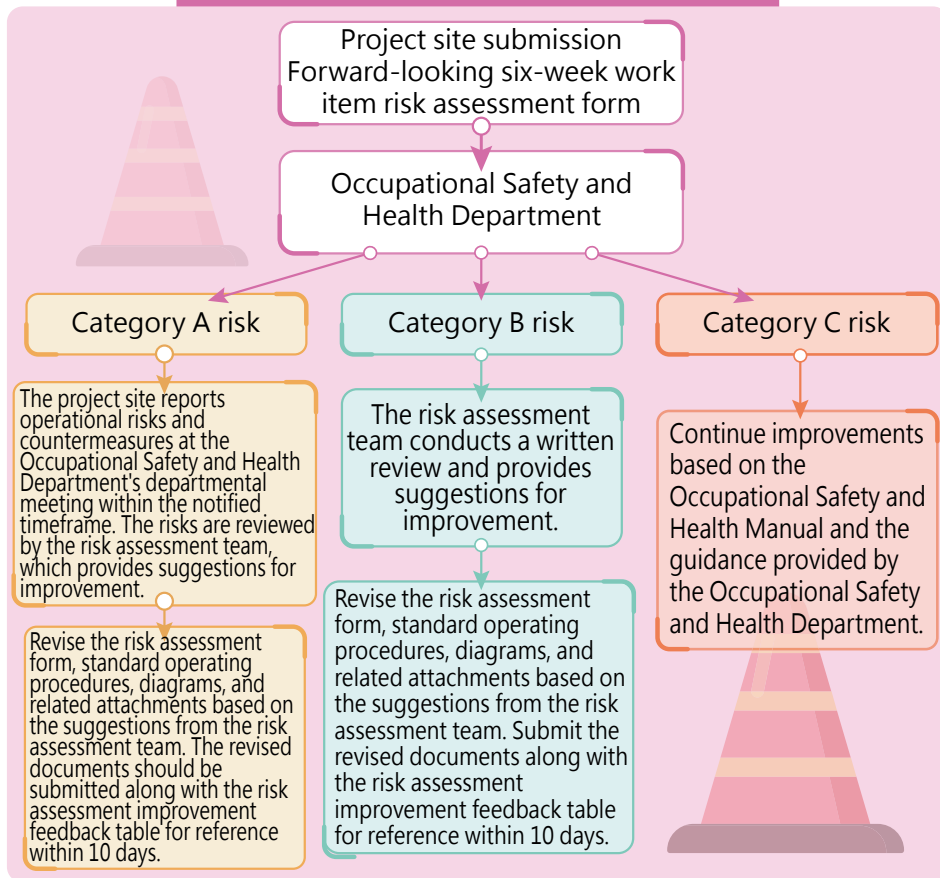 Project site submission
Forward-looking six-week work
item risk assessment form
Occupational Safety and
Health Department
Category A risk
Category B risk
Category C risk
The project site reports
operational risks and
countermeasures at the
Occupational Safety and Health
Department's departmental
meeting within the notified
timeframe. The risks are reviewed
by the risk assessment team,
which provides suggestions for
improvement.
The risk assessment
team conducts a written
review and provides
suggestions for
improvement.
Continue improvements
based on the
Occupational Safety and
Health Manual and the
guidance provided by
the Occupational Safety
and Health Department.
Revise the risk assessment
form, standard operating
procedures, diagrams, and
related attachments based on
the suggestions from the risk
assessment team. The revised
documents should be
submitted along with the risk
assessment improvement
feedback table for reference
within 10 days.
Revise the risk assessment
form, standard operating
procedures, diagrams, and
related attachments based on
the suggestions from the risk
assessment team. Submit the
revised documents along with
the risk assessment
improvement feedback table
for reference within 10 days.